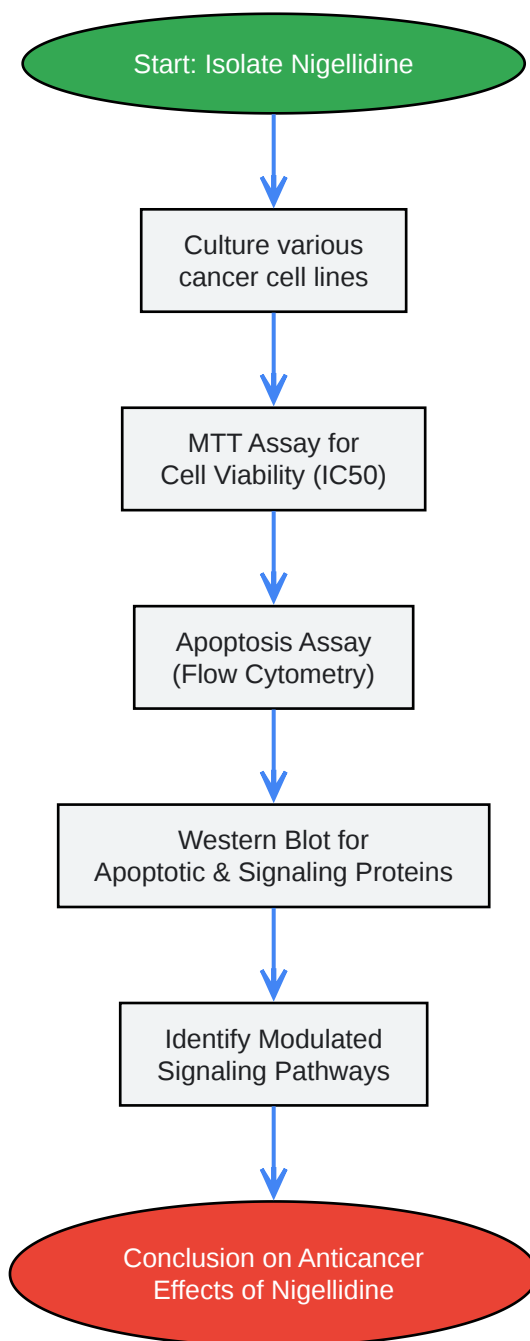 Start: Isolate Nigellidine
Culture various
cancer cell lines
MTT Assay for
Cell Viability (IC50)
Apoptosis Assay
(Flow Cytometry)
Western Blot for
Apoptotic & Signaling Proteins
Identify Modulated
Signaling Pathways
Conclusion on Anticancer
Effects of Nigellidine